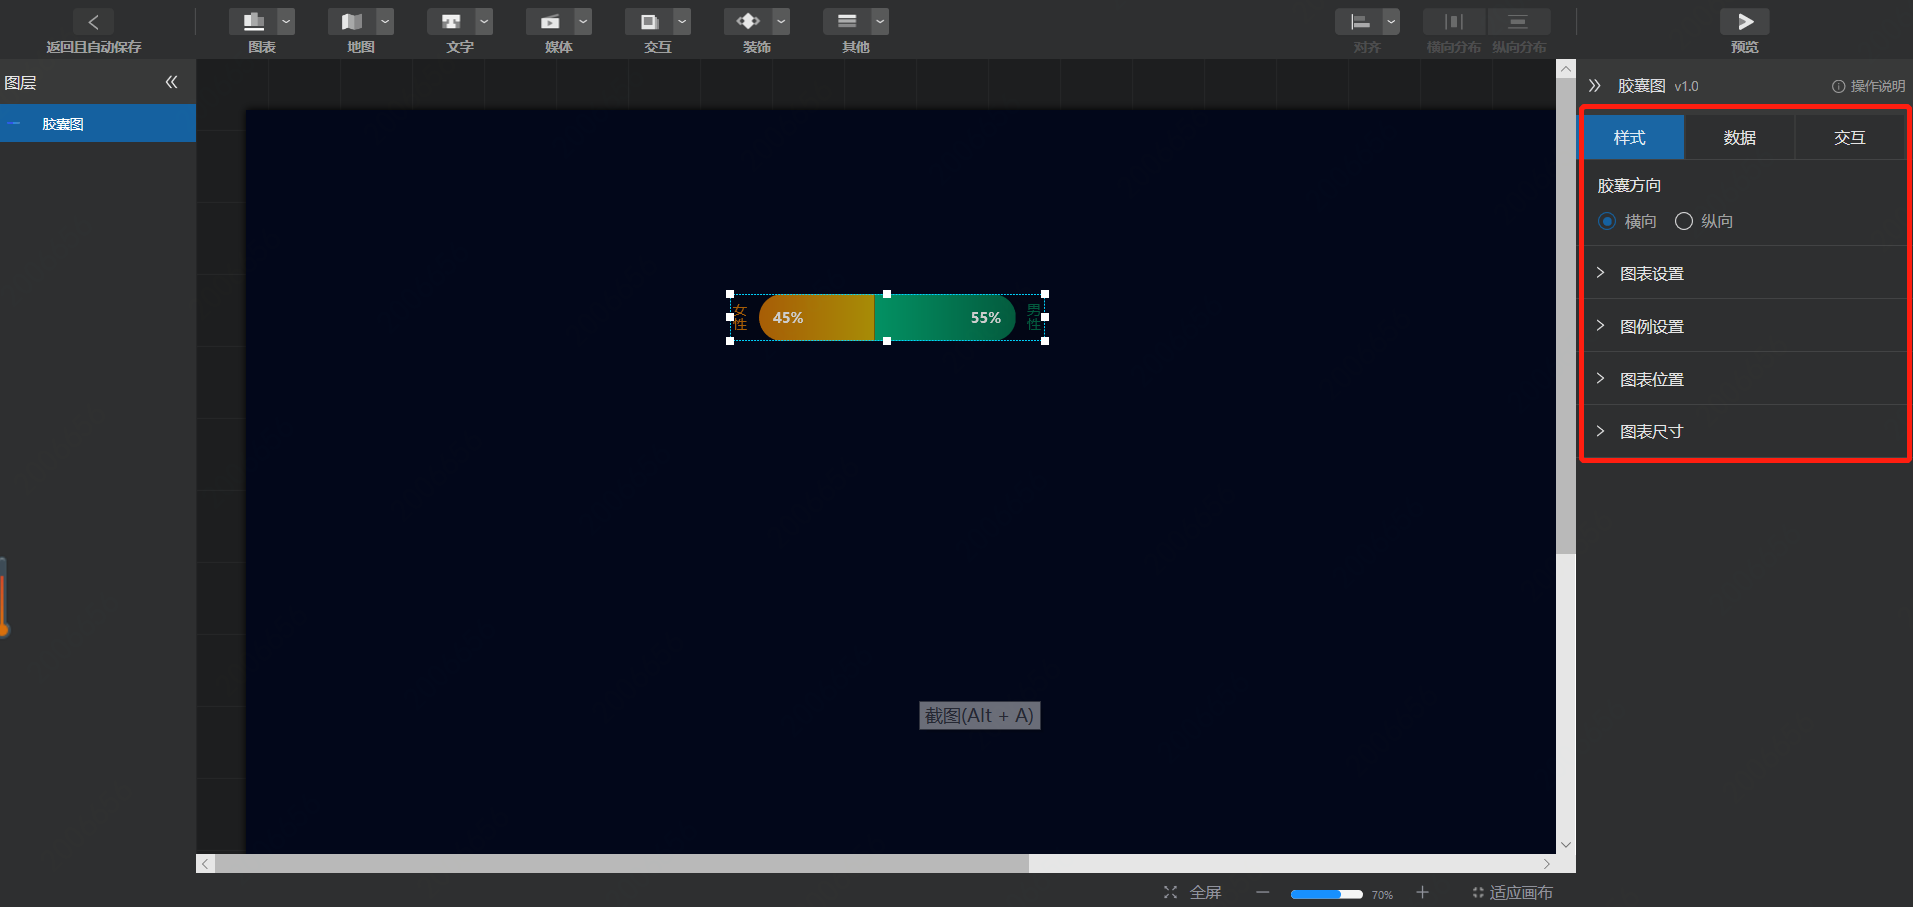 返回且自动保存
图表
地图
文字
媒体
交互
装饰
其他
对齐
横向分布
纵向分布
预览
图层
胶囊图
胶囊图 v1.0
操作说明
样式 数据 交互
胶囊方向
横向 纵向
图表设置
图例设置
图表位置
图表尺寸
女性
45%
55%
男性
截图(Alt + A)
全屏
70%
适应画布